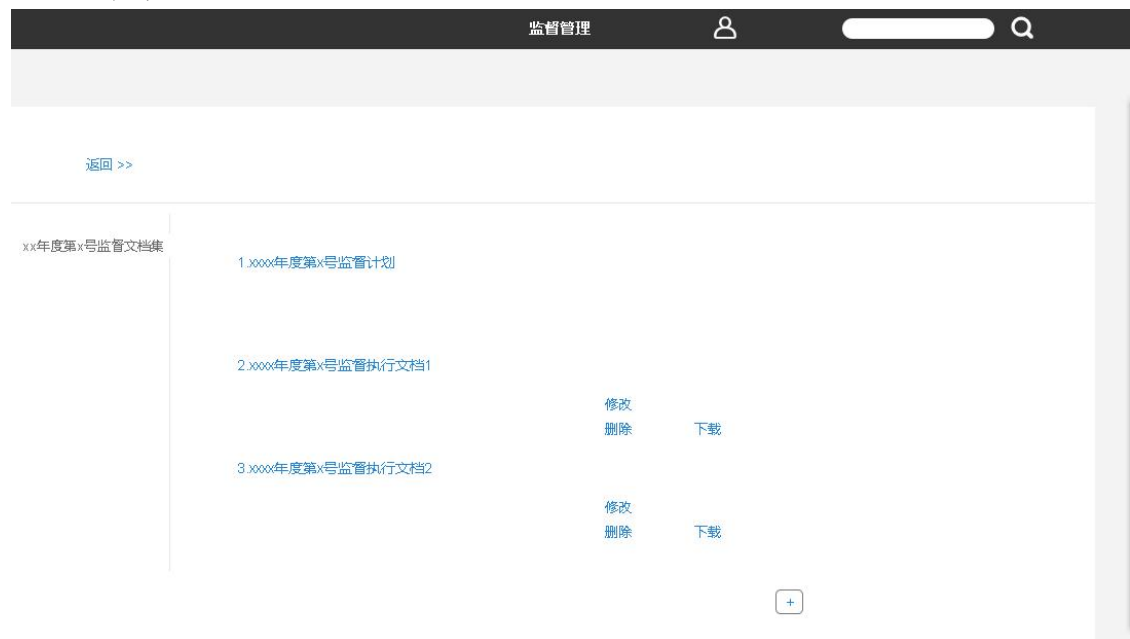 监督管理
返回 >>
xx年度第x号监督文档集
1.xxxx年度第x号监督计划
2.xxxx年度第x号监督执行文档1
修改
删除 下载
3.xxxx年度第x号监督执行文档2
修改
删除 下载
+